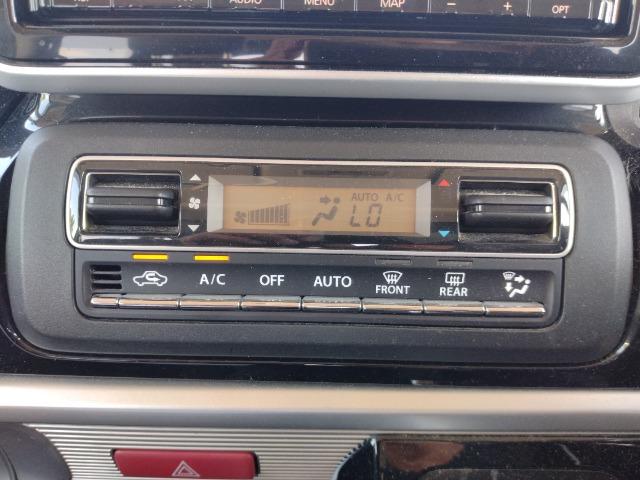 AUDIO MENU MAP − + OPT
AUTO A/C
LO
A/C OFF AUTO FRONT REAR